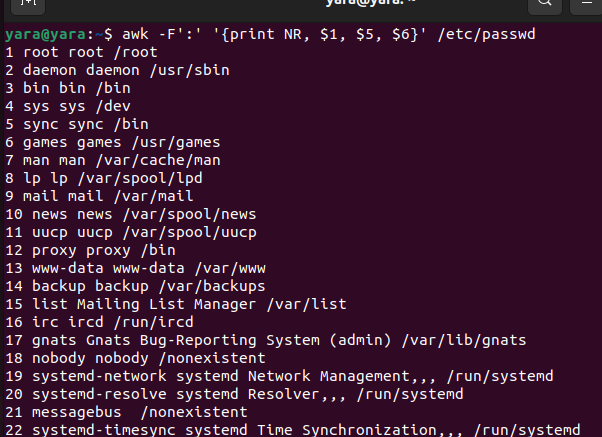 yara@yara: ~
yara@yara:~$ awk -F':' '{print NR, $1, $5, $6}' /etc/passwd
1 root root /root
2 daemon daemon /usr/sbin
3 bin bin /bin
4 sys sys /dev
5 sync sync /bin
6 games games /usr/games
7 man man /var/cache/man
8 lp lp /var/spool/lpd
9 mail mail /var/mail
10 news news /var/spool/news
11 uucp uucp /var/spool/uucp
12 proxy proxy /bin
13 www-data www-data /var/www
14 backup backup /var/backups
15 list Mailing List Manager /var/list
16 irc ircd /run/ircd
17 gnats Gnats Bug-Reporting System (admin) /var/lib/gnats
18 nobody nobody /nonexistent
19 systemd-network systemd Network Management,,, /run/systemd
20 systemd-resolve systemd Resolver,,, /run/systemd
21 messagebus  /nonexistent
22 systemd-timesync systemd Time Synchronization,,, /run/systemd